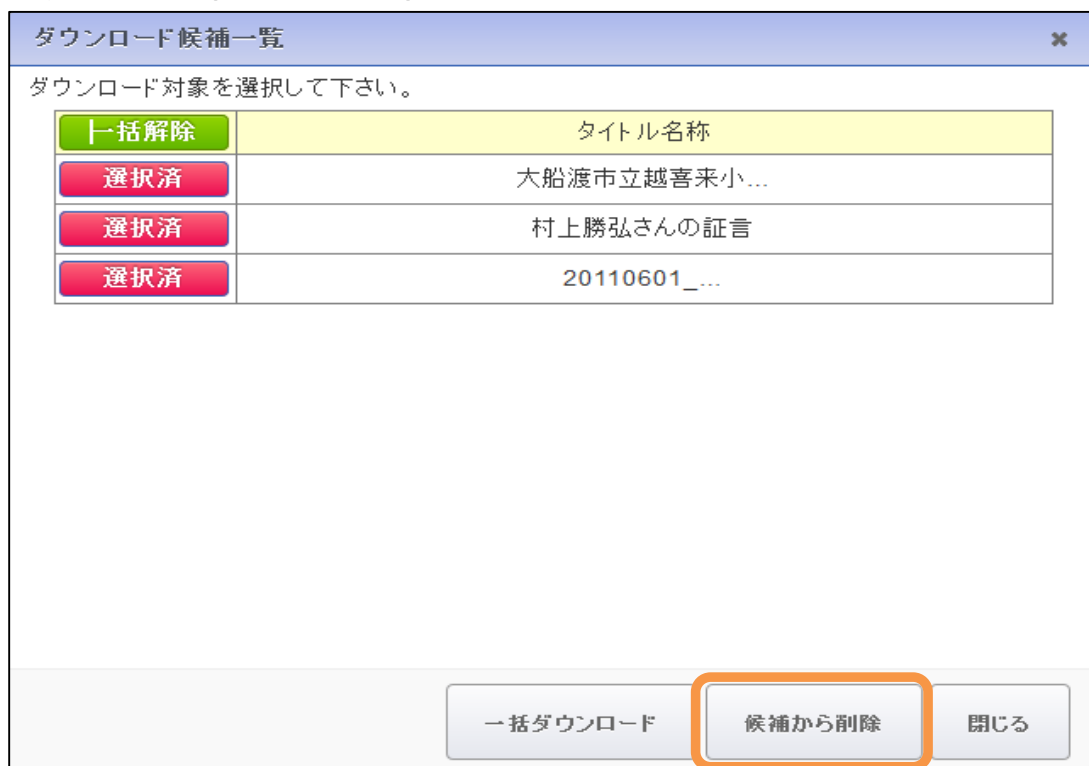 ダウンロード候補一覧 ×
ダウンロード対象を選択して下さい。
一括解除 タイトル名称
選択済 大船渡市立越喜来小...
選択済 村上勝弘さんの証言
選択済 20110601_...
一括ダウンロード 候補から削除 閉じる